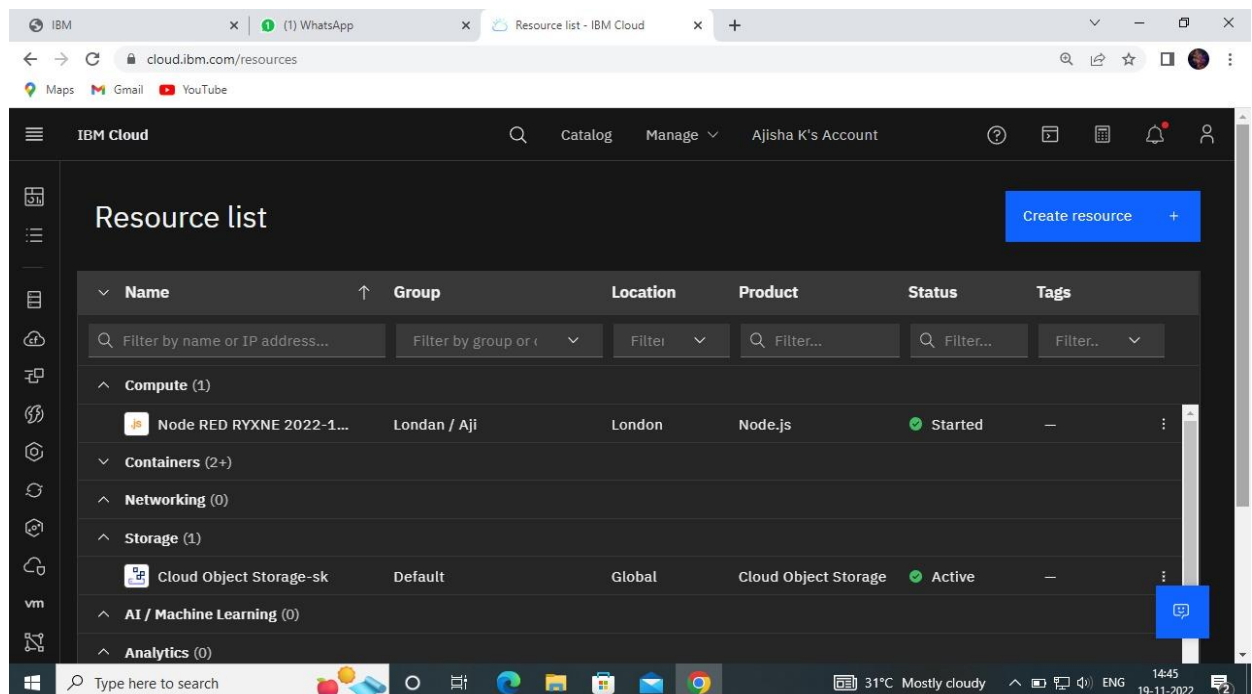 IBM
1 (1) WhatsApp
Resource list - IBM Cloud
cloud.ibm.com/resources
Maps M Gmail YouTube
IBM Cloud Catalog Manage Ajisha K's Account
Resource list
Create resource +
Name Group Location Product Status Tags
Filter by name or IP address... Filter by group or Filter Filter... Filter... Filter..
Compute (1)
JS Node RED RYXNE 2022-1... Londan / Aji London Node.js Started —
Containers (2+)
Networking (0)
Storage (1)
Cloud Object Storage-sk Default Global Cloud Object Storage Active —
AI / Machine Learning (0)
vm
Analytics (0)
Type here to search 31°C Mostly cloudy ENG 14:45
19-11-2022 2